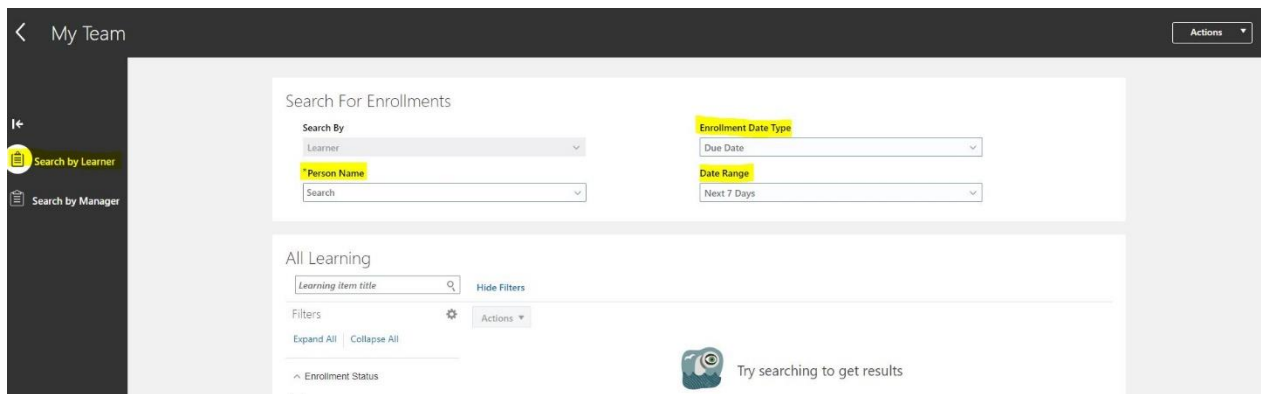 My Team
Actions
Search by Learner
Search by Manager
Search For Enrollments
Search By
Learner
*Person Name
Search
Enrollment Date Type
Due Date
Date Range
Next 7 Days
All Learning
Learning item title
Hide Filters
Filters
Actions
Expand All
Collapse All
Enrollment Status
Try searching to get results